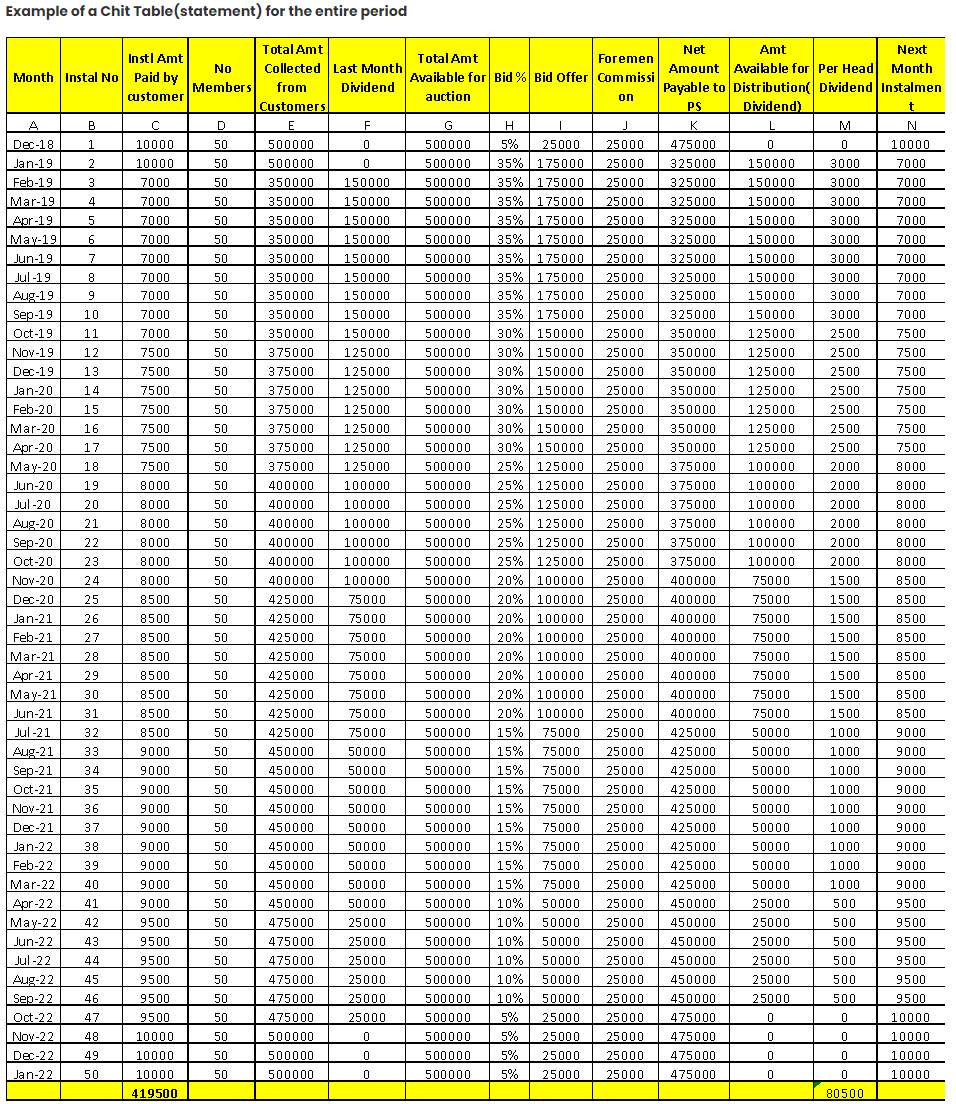 Example of a Chit Table(statement) for the entire period
Month Instal No Instl Amt Paid by customer No Members Total Amt Collected from Customers Last Month Dividend Total Amt Available for auction Bid % Bid Offer Foremen Commissi on Net Amount Payable to PS Amt Available for Distribution( Dividend) Per Head Dividend Next Month Instalmen t
A B C D E F G H I J K L M N
Dec-18 1 10000 50 500000 0 500000 5% 25000 25000 475000 0 0 10000
Jan-19 2 10000 50 500000 0 500000 35% 175000 25000 325000 150000 3000 7000
Feb-19 3 7000 50 350000 150000 500000 35% 175000 25000 325000 150000 3000 7000
Mar-19 4 7000 50 350000 150000 500000 35% 175000 25000 325000 150000 3000 7000
Apr-19 5 7000 50 350000 150000 500000 35% 175000 25000 325000 150000 3000 7000
May-19 6 7000 50 350000 150000 500000 35% 175000 25000 325000 150000 3000 7000
Jun-19 7 7000 50 350000 150000 500000 35% 175000 25000 325000 150000 3000 7000
Jul-19 8 7000 50 350000 150000 500000 35% 175000 25000 325000 150000 3000 7000
Aug-19 9 7000 50 350000 150000 500000 35% 175000 25000 325000 150000 3000 7000
Sep-19 10 7000 50 350000 150000 500000 35% 175000 25000 325000 150000 3000 7000
Oct-19 11 7000 50 350000 150000 500000 30% 150000 25000 350000 125000 2500 7500
Nov-19 12 7500 50 375000 125000 500000 30% 150000 25000 350000 125000 2500 7500
Dec-19 13 7500 50 375000 125000 500000 30% 150000 25000 350000 125000 2500 7500
Jan-20 14 7500 50 375000 125000 500000 30% 150000 25000 350000 125000 2500 7500
Feb-20 15 7500 50 375000 125000 500000 30% 150000 25000 350000 125000 2500 7500
Mar-20 16 7500 50 375000 125000 500000 30% 150000 25000 350000 125000 2500 7500
Apr-20 17 7500 50 375000 125000 500000 30% 150000 25000 350000 125000 2500 7500
May-20 18 7500 50 375000 125000 500000 25% 125000 25000 375000 100000 2000 8000
Jun-20 19 8000 50 400000 100000 500000 25% 125000 25000 375000 100000 2000 8000
Jul-20 20 8000 50 400000 100000 500000 25% 125000 25000 375000 100000 2000 8000
Aug-20 21 8000 50 400000 100000 500000 25% 125000 25000 375000 100000 2000 8000
Sep-20 22 8000 50 400000 100000 500000 25% 125000 25000 375000 100000 2000 8000
Oct-20 23 8000 50 400000 100000 500000 25% 125000 25000 375000 100000 2000 8000
Nov-20 24 8000 50 400000 100000 500000 20% 100000 25000 400000 75000 1500 8500
Dec-20 25 8500 50 425000 75000 500000 20% 100000 25000 400000 75000 1500 8500
Jan-21 26 8500 50 425000 75000 500000 20% 100000 25000 400000 75000 1500 8500
Feb-21 27 8500 50 425000 75000 500000 20% 100000 25000 400000 75000 1500 8500
Mar-21 28 8500 50 425000 75000 500000 20% 100000 25000 400000 75000 1500 8500
Apr-21 29 8500 50 425000 75000 500000 20% 100000 25000 400000 75000 1500 8500
May-21 30 8500 50 425000 75000 500000 20% 100000 25000 400000 75000 1500 8500
Jun-21 31 8500 50 425000 75000 500000 20% 100000 25000 400000 75000 1500 8500
Jul-21 32 8500 50 425000 75000 500000 15% 75000 25000 425000 50000 1000 9000
Aug-21 33 9000 50 450000 50000 500000 15% 75000 25000 425000 50000 1000 9000
Sep-21 34 9000 50 450000 50000 500000 15% 75000 25000 425000 50000 1000 9000
Oct-21 35 9000 50 450000 50000 500000 15% 75000 25000 425000 50000 1000 9000
Nov-21 36 9000 50 450000 50000 500000 15% 75000 25000 425000 50000 1000 9000
Dec-21 37 9000 50 450000 50000 500000 15% 75000 25000 425000 50000 1000 9000
Jan-22 38 9000 50 450000 50000 500000 15% 75000 25000 425000 50000 1000 9000
Feb-22 39 9000 50 450000 50000 500000 15% 75000 25000 425000 50000 1000 9000
Mar-22 40 9000 50 450000 50000 500000 15% 75000 25000 425000 50000 1000 9000
Apr-22 41 9000 50 450000 50000 500000 10% 50000 25000 450000 25000 500 9500
May-22 42 9500 50 475000 25000 500000 10% 50000 25000 450000 25000 500 9500
Jun-22 43 9500 50 475000 25000 500000 10% 50000 25000 450000 25000 500 9500
Jul-22 44 9500 50 475000 25000 500000 10% 50000 25000 450000 25000 500 9500
Aug-22 45 9500 50 475000 25000 500000 10% 50000 25000 450000 25000 500 9500
Sep-22 46 9500 50 475000 25000 500000 10% 50000 25000 450000 25000 500 9500
Oct-22 47 9500 50 475000 25000 500000 5% 25000 25000 475000 0 0 10000
Nov-22 48 10000 50 500000 0 500000 5% 25000 25000 475000 0 0 10000
Dec-22 49 10000 50 500000 0 500000 5% 25000 25000 475000 0 0 10000
Jan-22 50 10000 50 500000 0 500000 5% 25000 25000 475000 0 0 10000
419500 80500